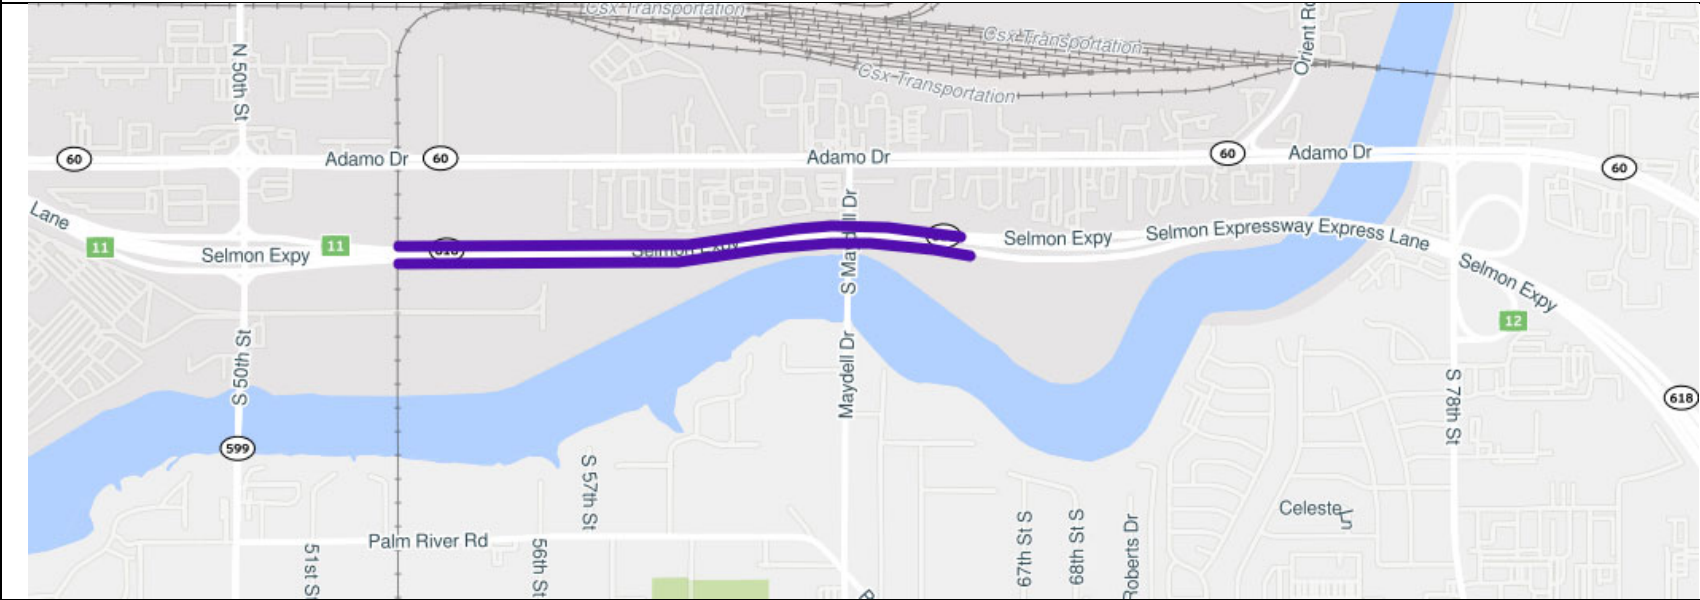 Csx Transportation
Csx Transportation
Csx Transportation
Orient Rd
N 50th St
60
Adamo Dr
60
Adamo Dr
60
Adamo Dr
60
Lane
11
Selmon Expy
11
618
Selmon Expy
S Maydell Dr
Selmon Expy
Selmon Expressway Express Lane
Selmon Expy
12
S 50th St
Maydell Dr
S 78th St
618
599
S 57th St
Palm River Rd
51st St
56th St
67th St S
68th St S
Roberts Dr
Celeste